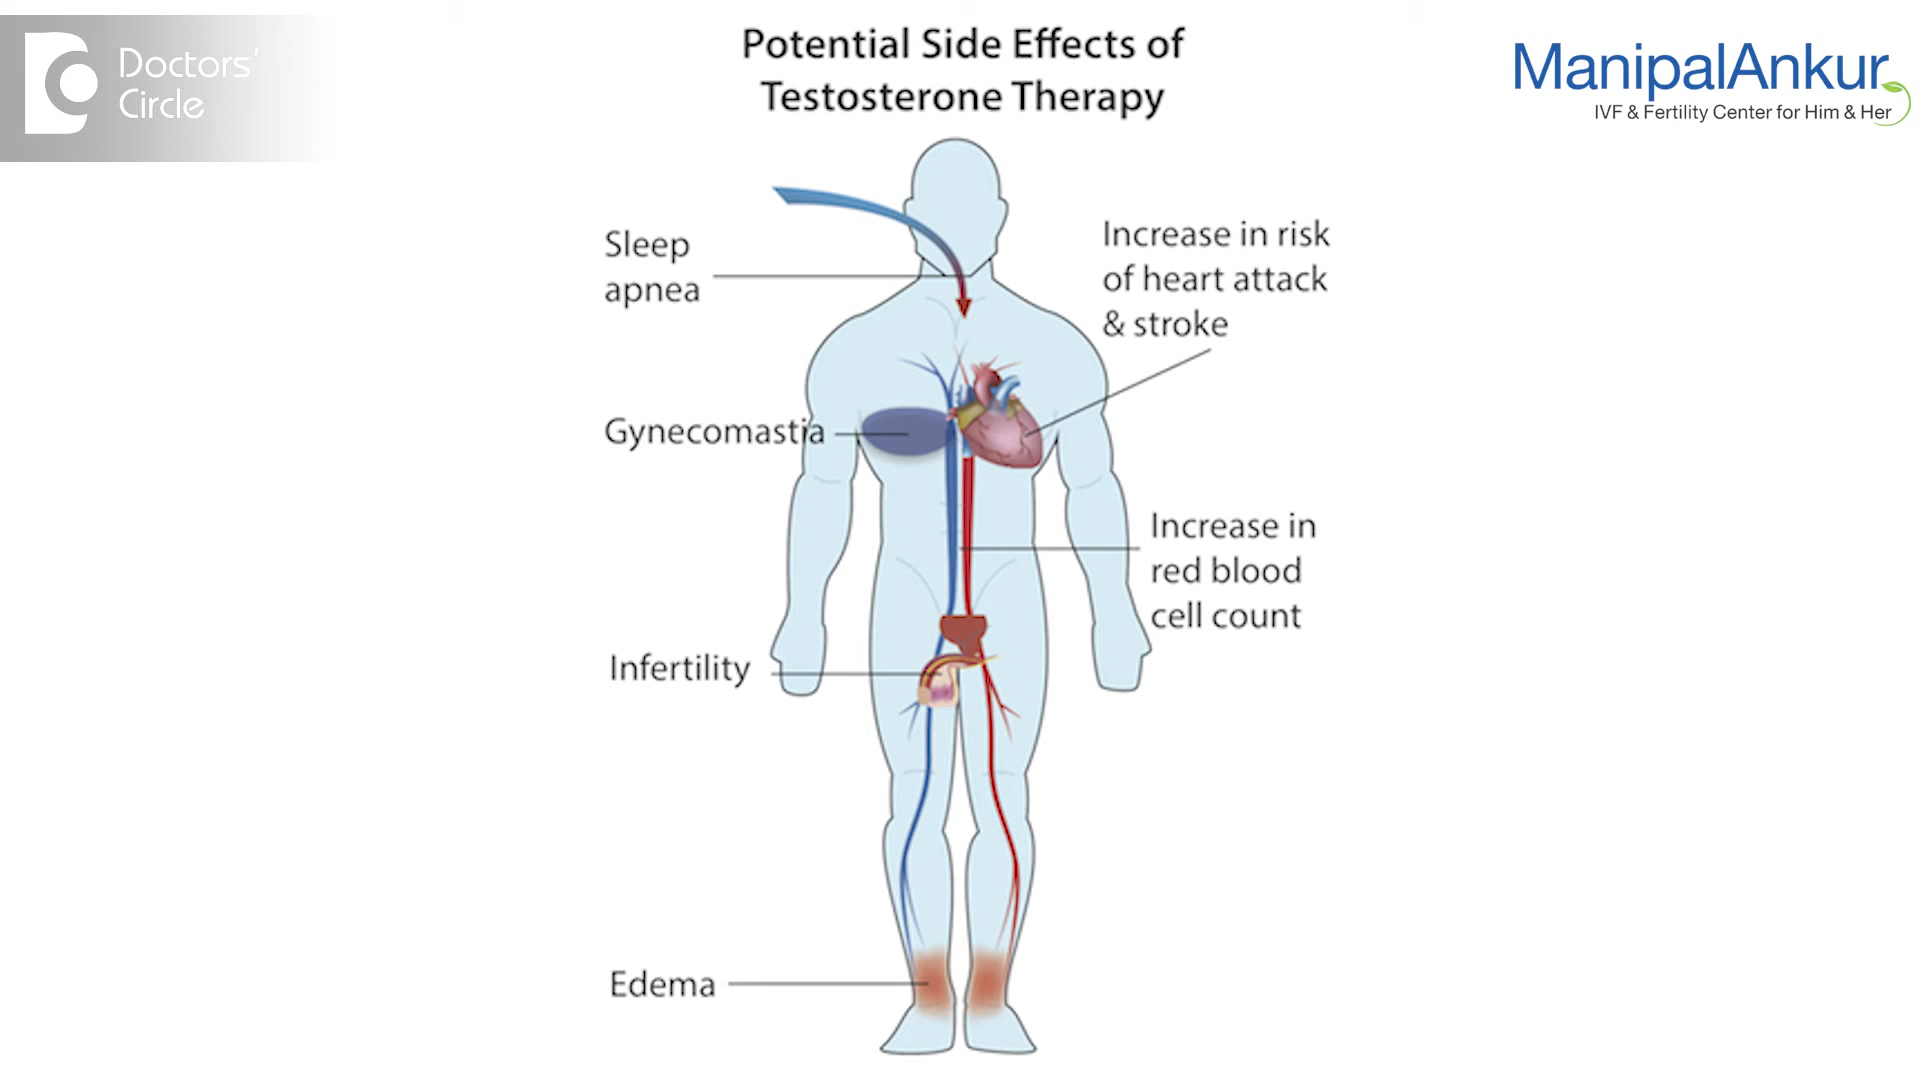 Doctors'
Circle
Potential Side Effects of
Testosterone Therapy
ManipalAnkur
IVF & Fertility Center for Him & Her
Sleep
apnea
Increase in risk
of heart attack
& stroke
Gynecomastia
Increase in
red blood
cell count
Infertility
Edema